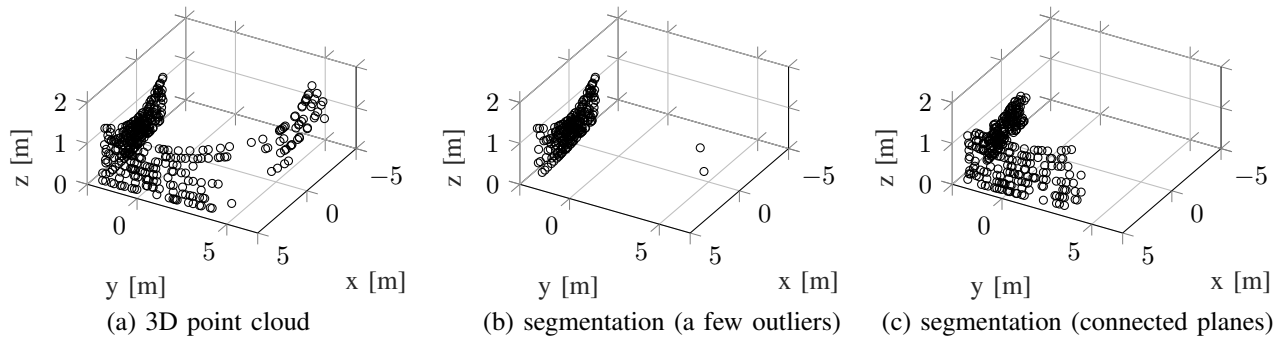 2
1
0
z [m]
0
5
y [m]
−5
0
5
x [m]
(a) 3D point cloud
2
1
0
z [m]
0
5
y [m]
−5
0
5
x [m]
(b) segmentation (a few outliers)
2
1
0
z [m]
0
5
y [m]
−5
0
5
x [m]
(c) segmentation (connected planes)